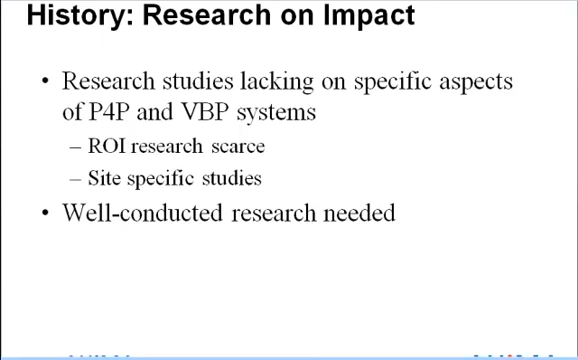 History: Research on Impact
• Research studies lacking on specific aspects
of P4P and VBP systems
– ROI research scarce
– Site specific studies
• Well-conducted research needed